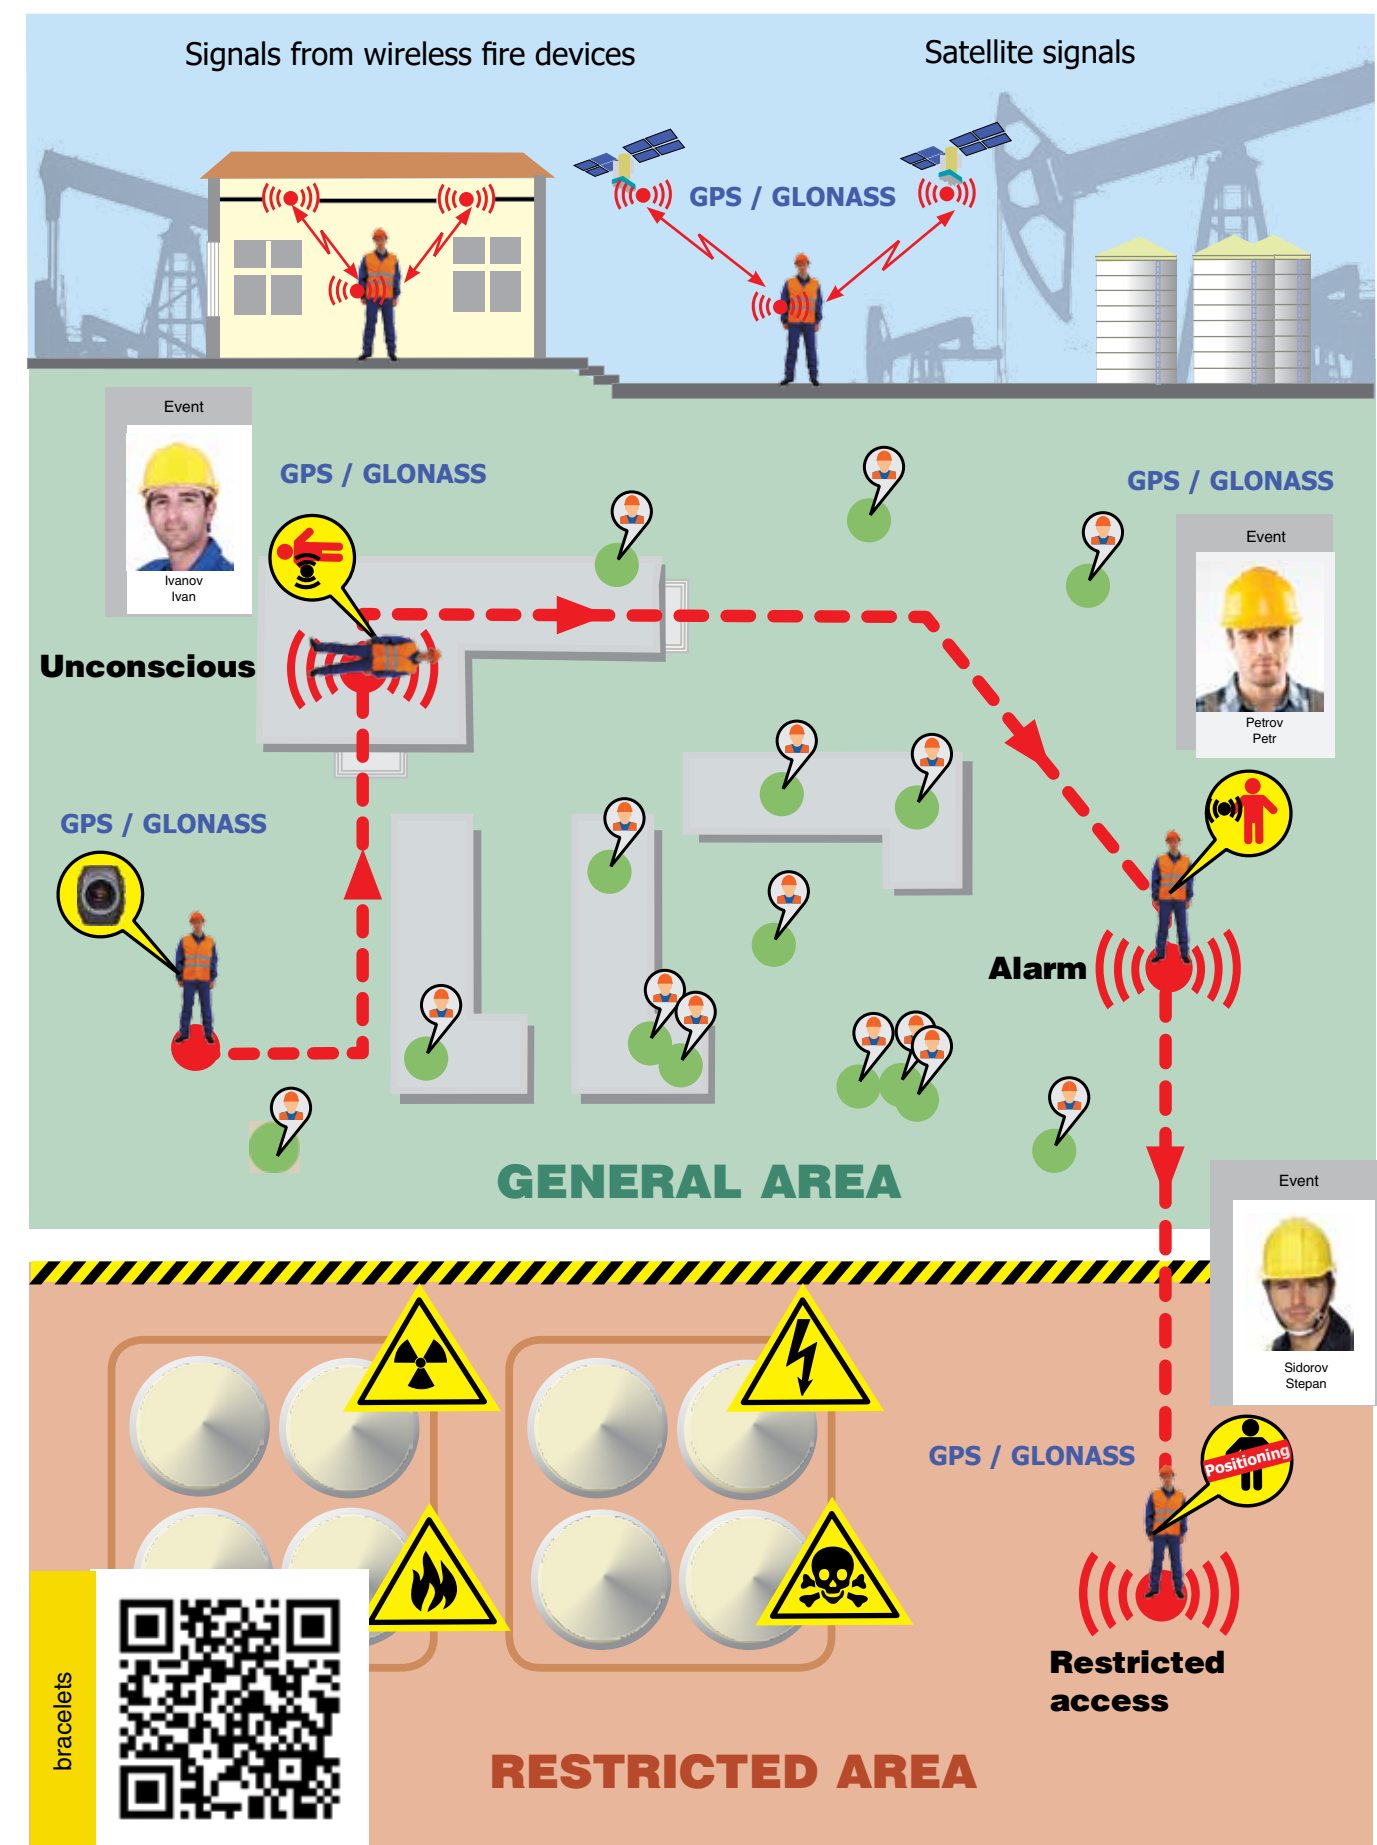 Signals from wireless fire devices
Satellite signals
GPS / GLONASS
Event
Ivanov
Ivan
GPS / GLONASS
GPS / GLONASS
Event
Petrov
Petr
Unconscious
GPS / GLONASS
Alarm
GENERAL AREA
Event
Sidorov
Stepan
GPS / GLONASS
Positioning
Restricted
access
bracelets
RESTRICTED AREA